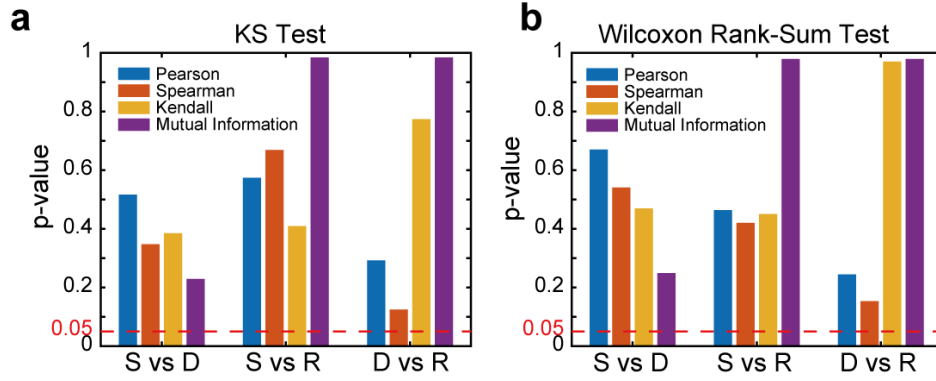 a
KS Test
p-value
1
0.8
0.6
0.4
0.2
0.05
0
Pearson
Spearman
Kendall
Mutual Information
S vs D
S vs R
D vs R
b
Wilcoxon Rank-Sum Test
p-value
1
0.8
0.6
0.4
0.2
0.05
0
Pearson
Spearman
Kendall
Mutual Information
S vs D
S vs R
D vs R